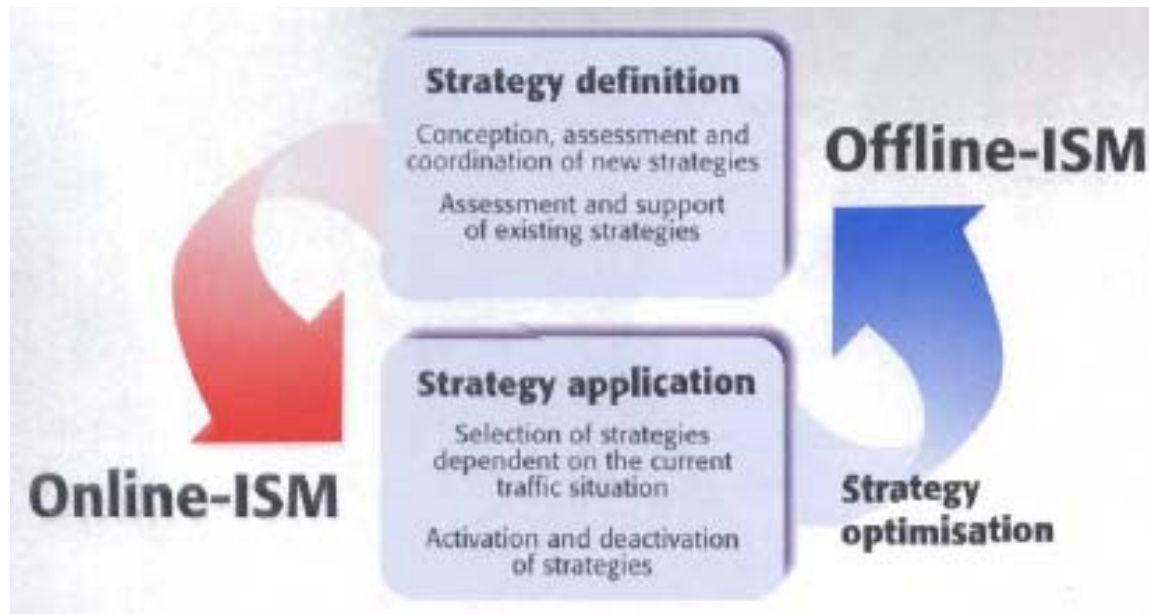 Strategy definition
Conception, assessment and
coordination of new strategies
Assessment and support
of existing strategies
Offline-ISM
Strategy application
Selection of strategies
dependent on the current
traffic situation
Activation and deactivation
of strategies
Online-ISM
Strategy
optimisation